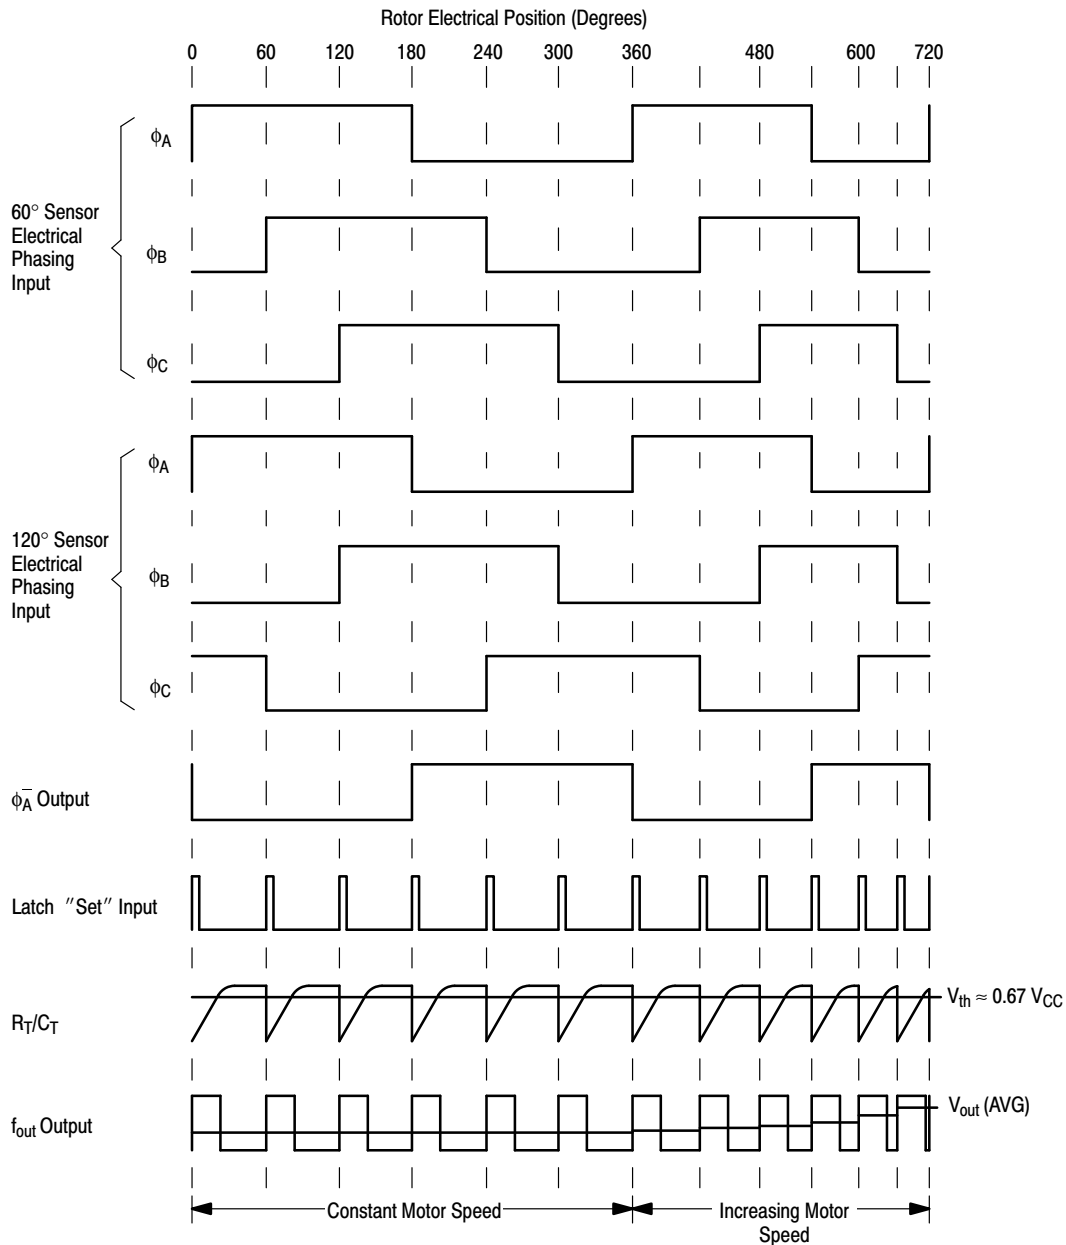 Rotor Electrical Position (Degrees)
0 60 120 180 240 300 360 480 600 720
ϕA
60° Sensor
Electrical
Phasing
Input
ϕB
ϕC
ϕA
120° Sensor
Electrical
Phasing
Input
ϕB
ϕC
ϕA̅ Output
Latch ″Set″ Input
Vth ≈ 0.67 VCC
RT/CT
Vout (AVG)
fout Output
Constant Motor Speed
Increasing Motor
Speed